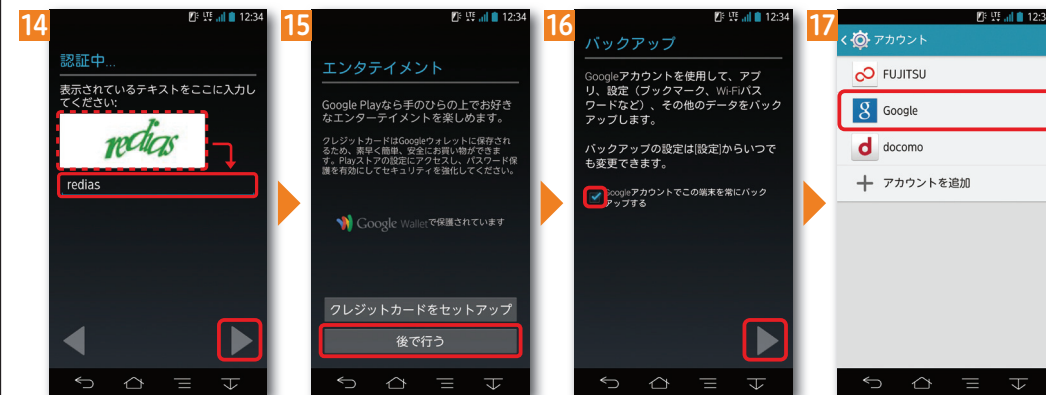 14
12:34
認証中...
表示されているテキストをここに入力し
てください:
redias
redias
15
12:34
エンタテイメント
Google Playなら手のひらの上でお好き
なエンターテイメントを楽しめます。
クレジットカードはGoogleウォレットに保存され
るため、素早く簡単、安全にお買い物ができま
す。Playストアの設定にアクセスし、パスワード保
護を有効にしてセキュリティを強化してください。
Google Walletで保護されています
クレジットカードをセットアップ
後で行う
16
12:34
バックアップ
Googleアカウントを使用して、アプ
リ、設定（ブックマーク、Wi-Fiパス
ワードなど）、その他のデータをバック
アップします。
バックアップの設定は[設定]からいつで
も変更できます。
Googleアカウントでこの端末を常にバック
アップする
17
12:3
アカウント
FUJITSU
8 Google
d docomo
アカウントを追加